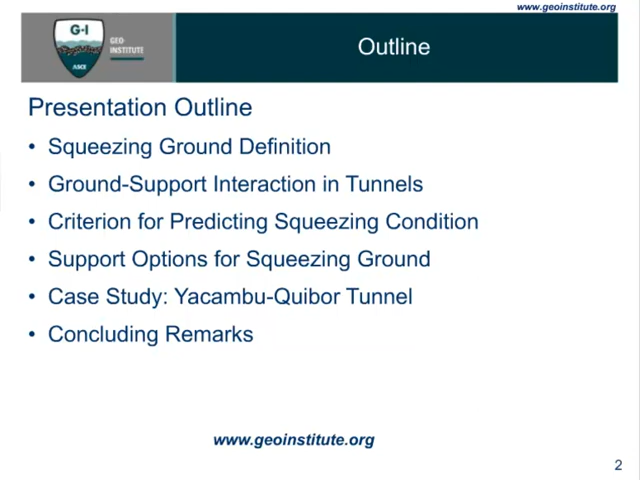 www.geoinstitute.org
G-I
GEO
INSTITUTE
ASCE
Outline
Presentation Outline
• Squeezing Ground Definition
• Ground-Support Interaction in Tunnels
• Criterion for Predicting Squeezing Condition
• Support Options for Squeezing Ground
• Case Study: Yacambu-Quibor Tunnel
• Concluding Remarks
www.geoinstitute.org
2